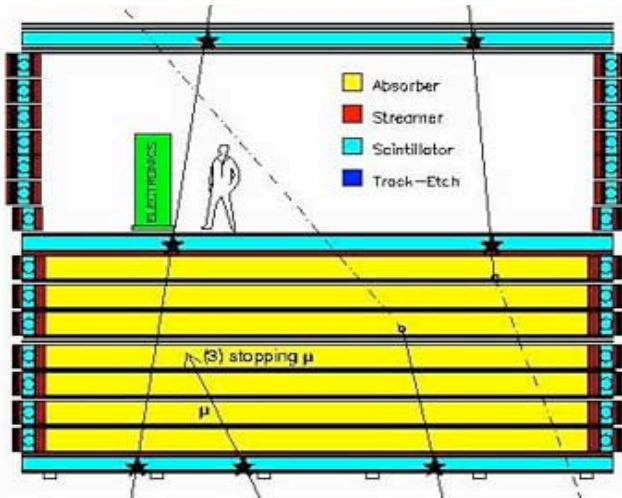 Absorber
Streamer
Scintillator
Track-Etch
ELECTRONICS
(3) stopping μ
μ